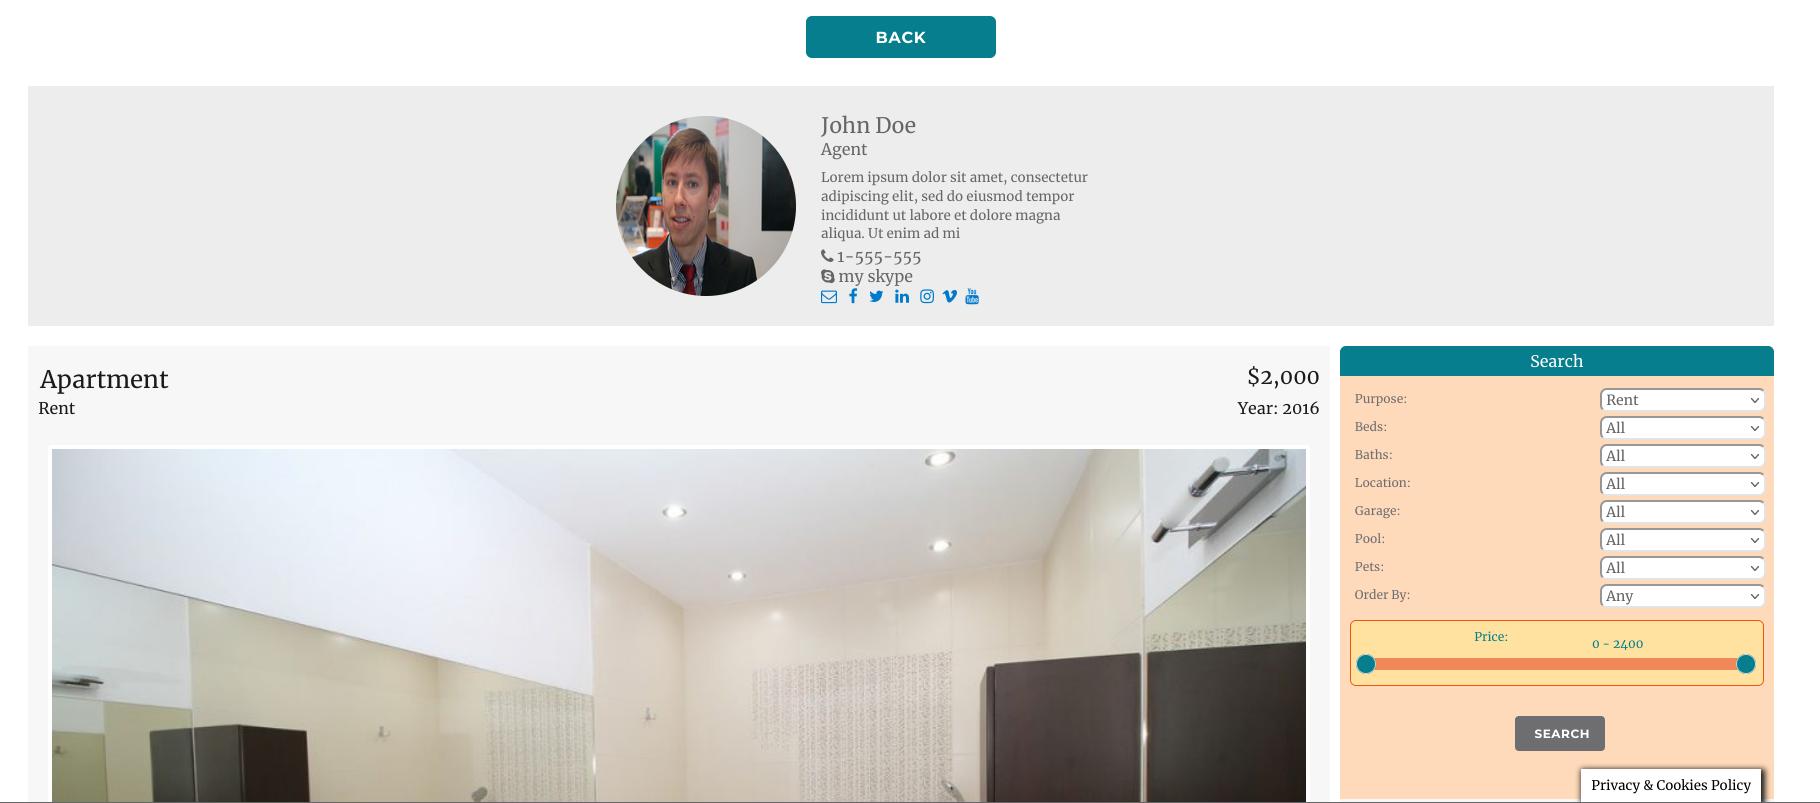 BACK
John Doe
Agent
Lorem ipsum dolor sit amet, consectetur
adipiscing elit, sed do eiusmod tempor
incididunt ut labore et dolore magna
aliqua. Ut enim ad mi
1-555-555
my skype
You
Tube
Apartment
$2,000
Rent
Year: 2016
Search
Purpose: Rent
Beds: All
Baths: All
Location: All
Garage: All
Pool: All
Pets: All
Order By: Any
Price: 0 - 2400
SEARCH
Privacy & Cookies Policy